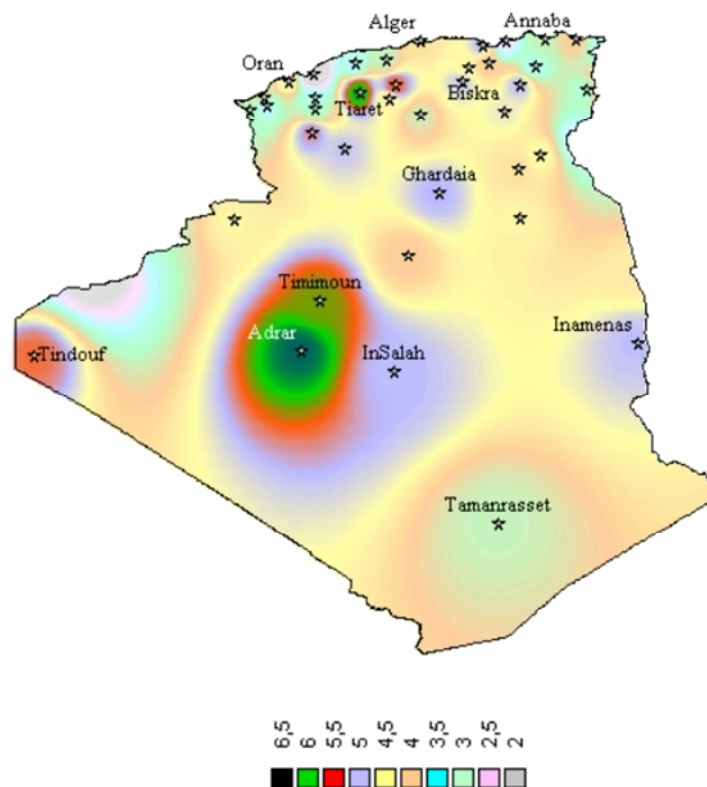 Alger
Annaba
Oran
Tiaret
Biskra
Ghardaia
Timimoun
Adrar
Inamenas
Tindouf
InSalah
Tamanrasset
6,5
6
5,5
5
4,5
4
3,5
3
2,5
2